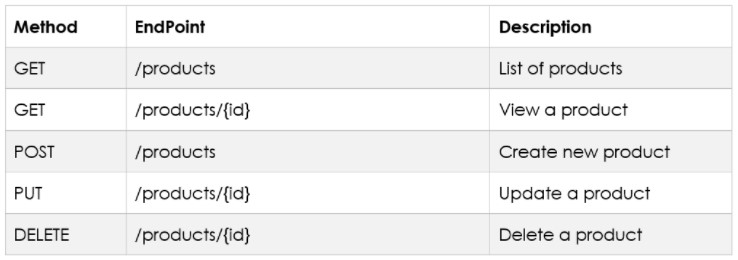 Method EndPoint Description
GET /products List of products
GET /products/{id} View a product
POST /products Create new product
PUT /products/{id} Update a product
DELETE /products/{id} Delete a product